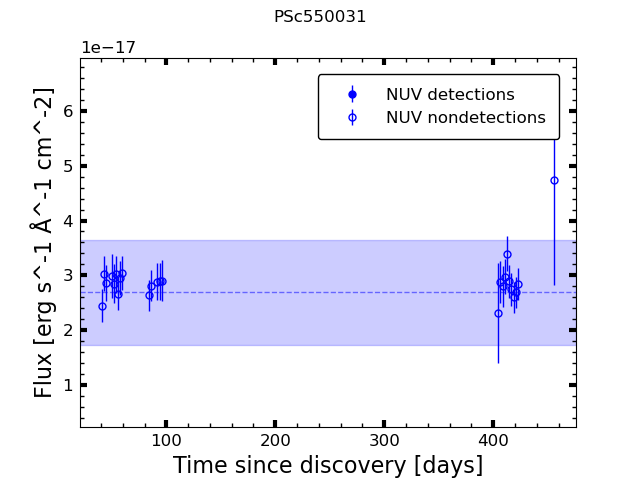 PSc550031
1e−17
NUV detections
NUV nondetections
6
5
4
3
2
1
Flux [erg s^-1 Å^-1 cm^-2]
100 200 300 400
Time since discovery [days]